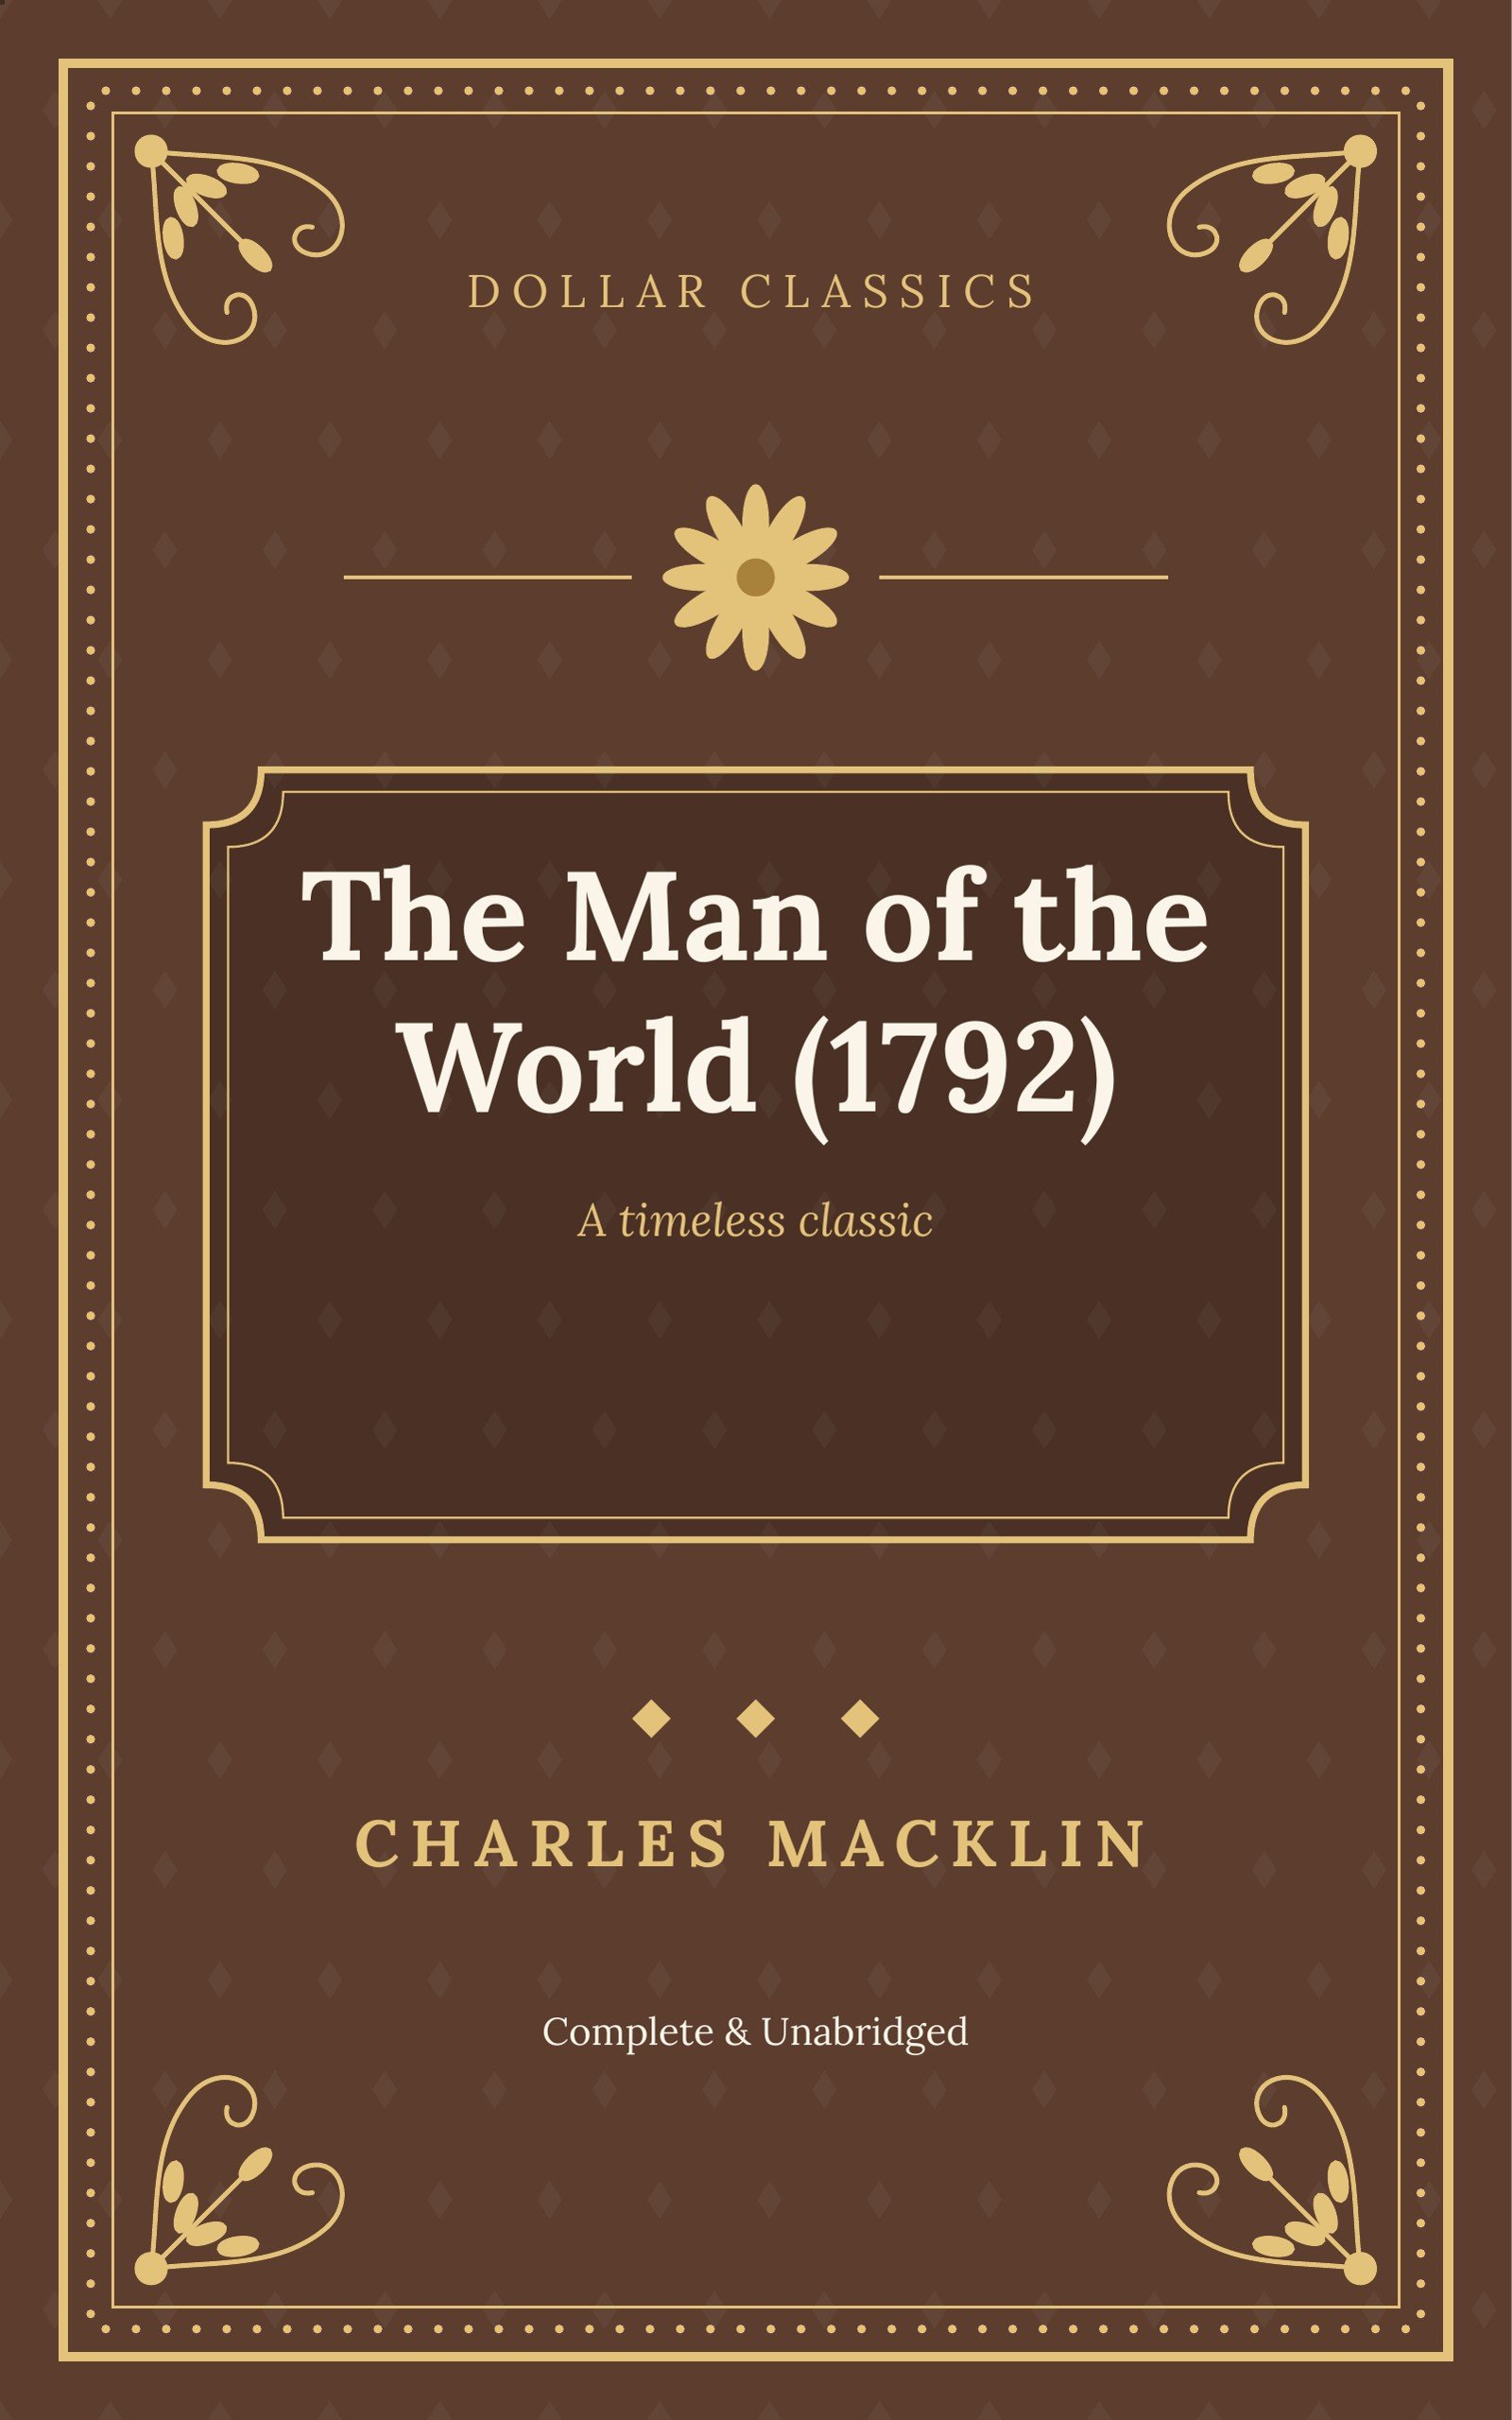 DOLLAR CLASSICS
The Man of the
World (1792)
A timeless classic
CHARLES MACKLIN
Complete & Unabridged